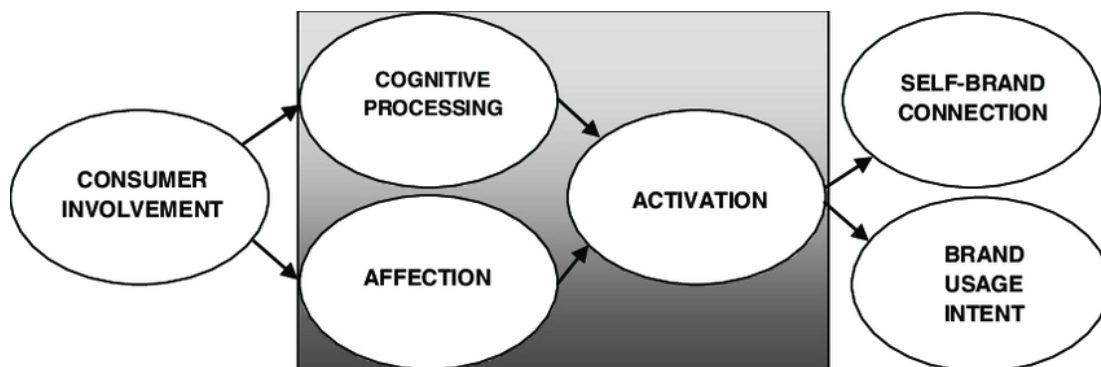 CONSUMER
INVOLVEMENT
COGNITIVE
PROCESSING
AFFECTION
ACTIVATION
SELF-BRAND
CONNECTION
BRAND
USAGE
INTENT